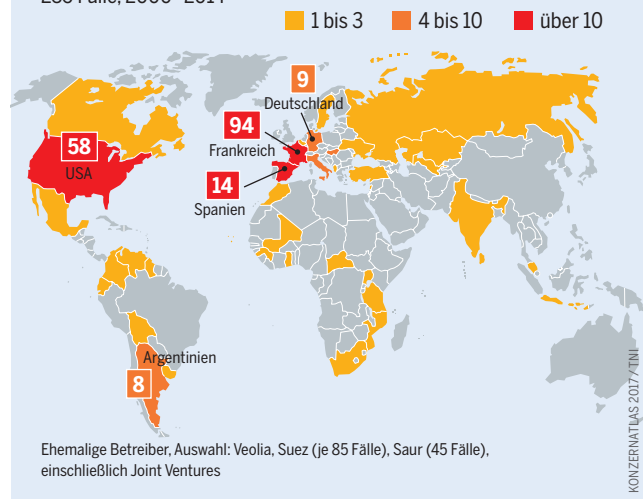 1 bis 3
4 bis 10
über 10
9
Deutschland
94
Frankreich
58
USA
14
Spanien
Argentinien
8
Ehemalige Betreiber, Auswahl: Veolia, Suez (je 85 Fälle), Saur (45 Fälle),
einschließlich Joint Ventures
KONZERNATLAS 2017 / TNI